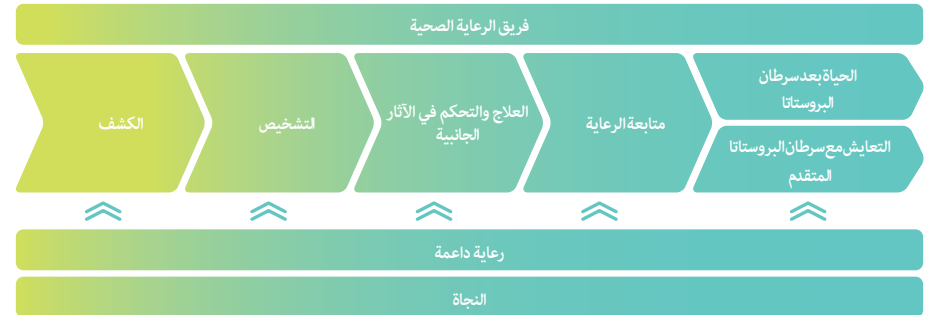 فريق الرعاية الصحية
الكشف
التشخيص
العلاج والتحكم في الآثار
الجانبية
متابعة الرعاية
الحياة بعد سرطان
البروستاتا
التعايش مع سرطان البروستاتا
المتقدم
رعاية داعمة
النجاة